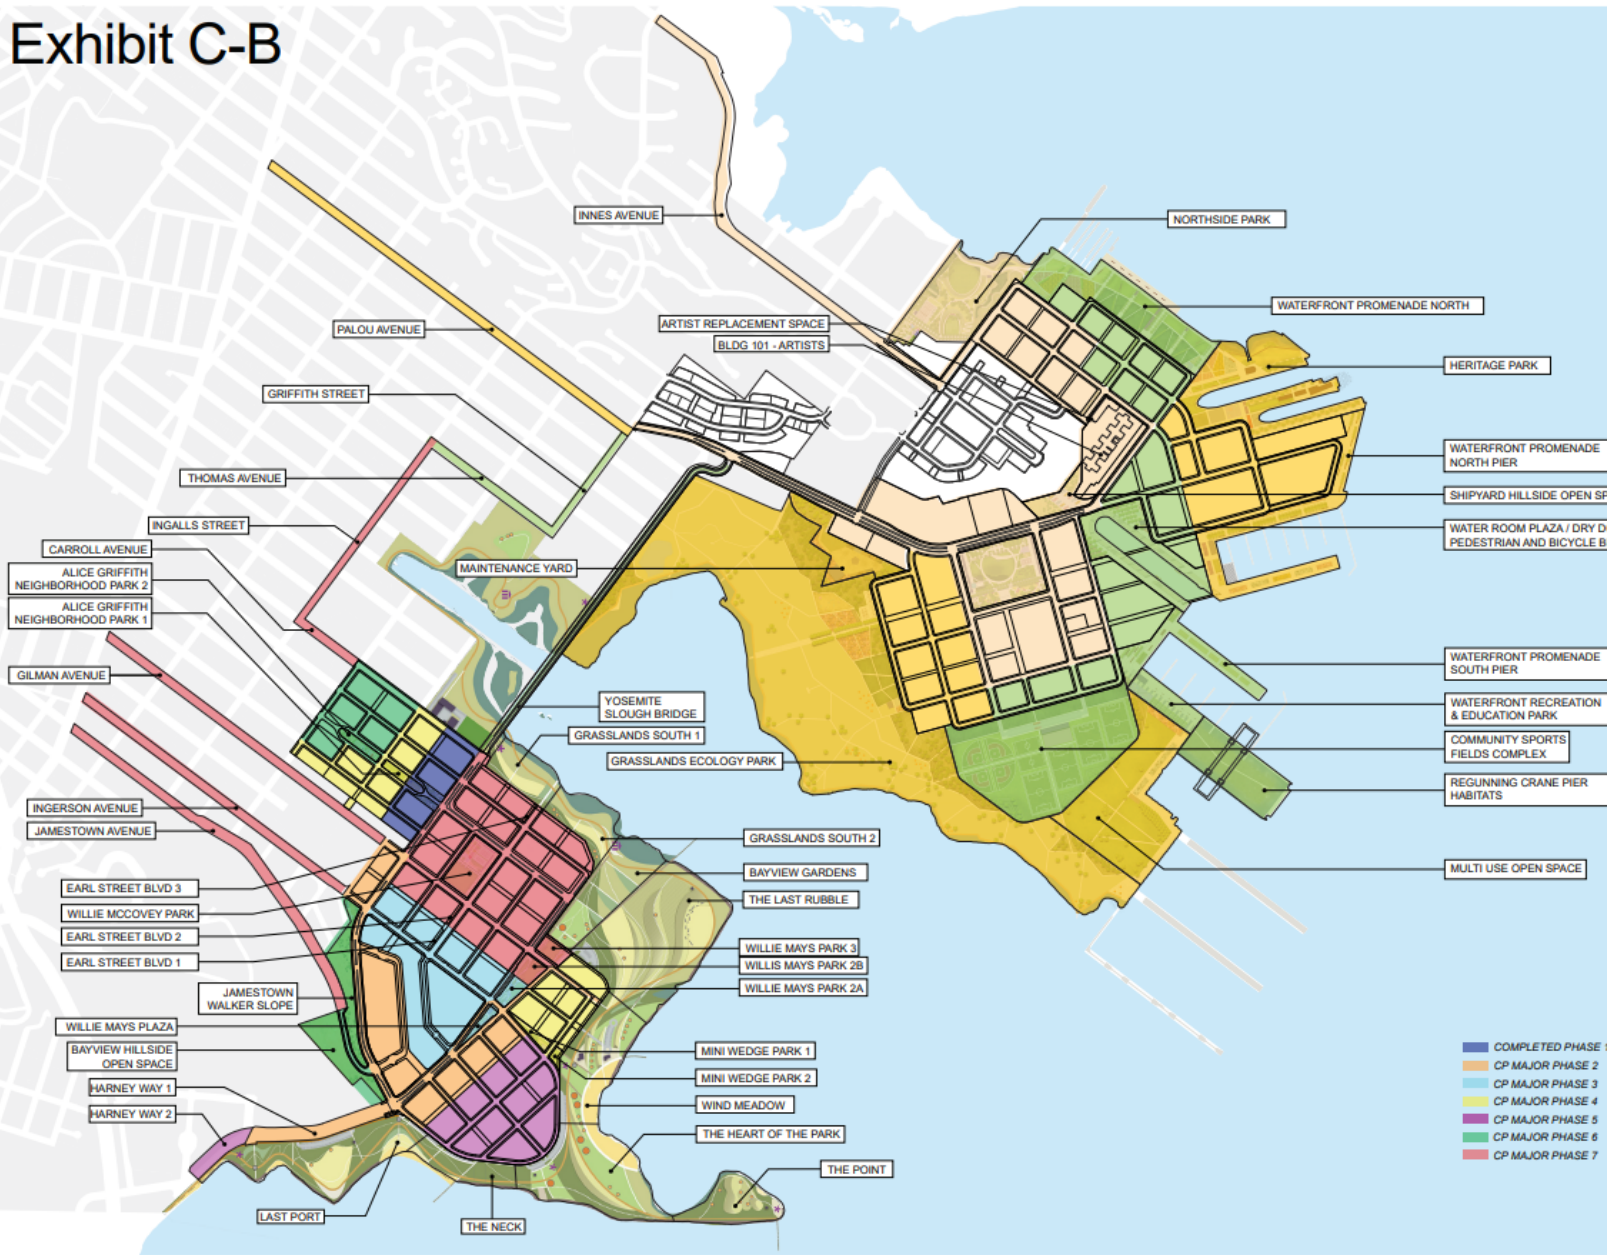 Exhibit C-B
INNES AVENUE
NORTHSIDE PARK
WATERFRONT PROMENADE NORTH
ARTIST REPLACEMENT SPACE
PALOU AVENUE
BLDG 101 - ARTISTS
HERITAGE PARK
GRIFFITH STREET
WATERFRONT PROMENADE
NORTH PIER
THOMAS AVENUE
SHIPYARD HILLSIDE OPEN SP
INGALLS STREET
WATER ROOM PLAZA / DRY D
PEDESTRIAN AND BICYCLE B
CARROLL AVENUE
MAINTENANCE YARD
ALICE GRIFFITH
NEIGHBORHOOD PARK 2
ALICE GRIFFITH
NEIGHBORHOOD PARK 1
WATERFRONT PROMENADE
SOUTH PIER
GILMAN AVENUE
YOSEMITE
SLOUGH BRIDGE
WATERFRONT RECREATION
& EDUCATION PARK
GRASSLANDS SOUTH 1
COMMUNITY SPORTS
FIELDS COMPLEX
GRASSLANDS ECOLOGY PARK
REGUNNING CRANE PIER
HABITATS
INGERSON AVENUE
JAMESTOWN AVENUE
GRASSLANDS SOUTH 2
MULTI USE OPEN SPACE
BAYVIEW GARDENS
EARL STREET BLVD 3
THE LAST RUBBLE
WILLIE MCCOVEY PARK
EARL STREET BLVD 2
WILLIE MAYS PARK 3
EARL STREET BLVD 1
WILLIS MAYS PARK 2B
WILLIE MAYS PARK 2A
JAMESTOWN
WALKER SLOPE
WILLIE MAYS PLAZA
BAYVIEW HILLSIDE
OPEN SPACE
MINI WEDGE PARK 1
MINI WEDGE PARK 2
HARNEY WAY 1
WIND MEADOW
HARNEY WAY 2
THE HEART OF THE PARK
THE POINT
LAST PORT
THE NECK
COMPLETED PHASE 1
CP MAJOR PHASE 2
CP MAJOR PHASE 3
CP MAJOR PHASE 4
CP MAJOR PHASE 5
CP MAJOR PHASE 6
CP MAJOR PHASE 7